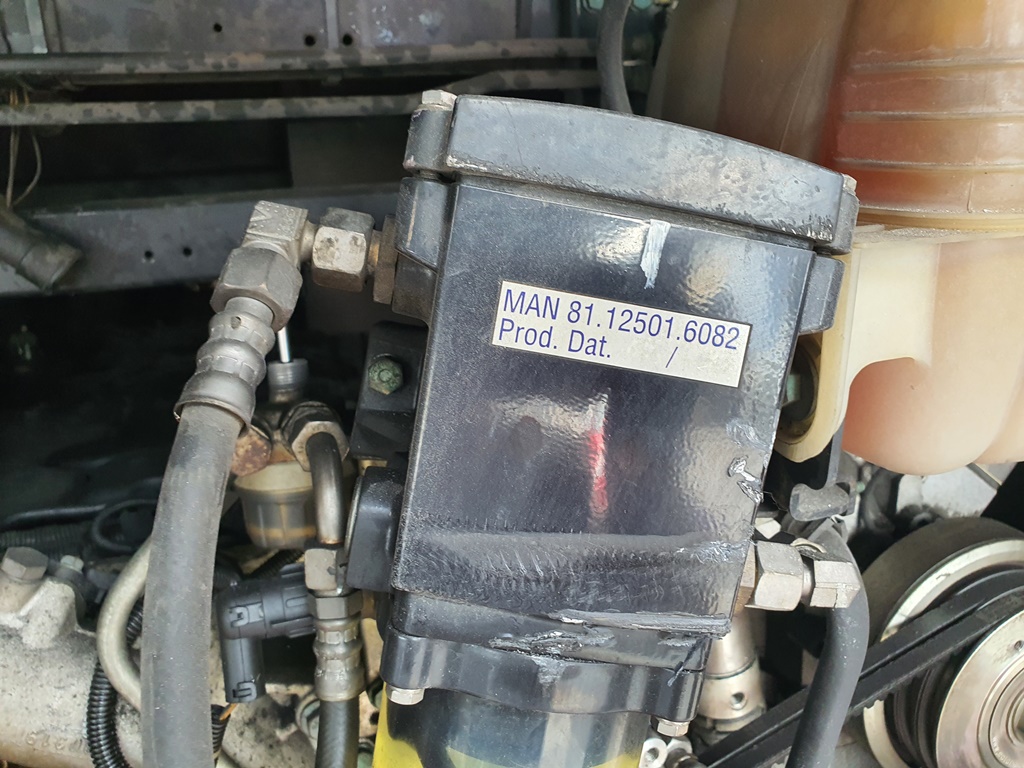 MAN 81.12501.6082
Prod. Dat. /